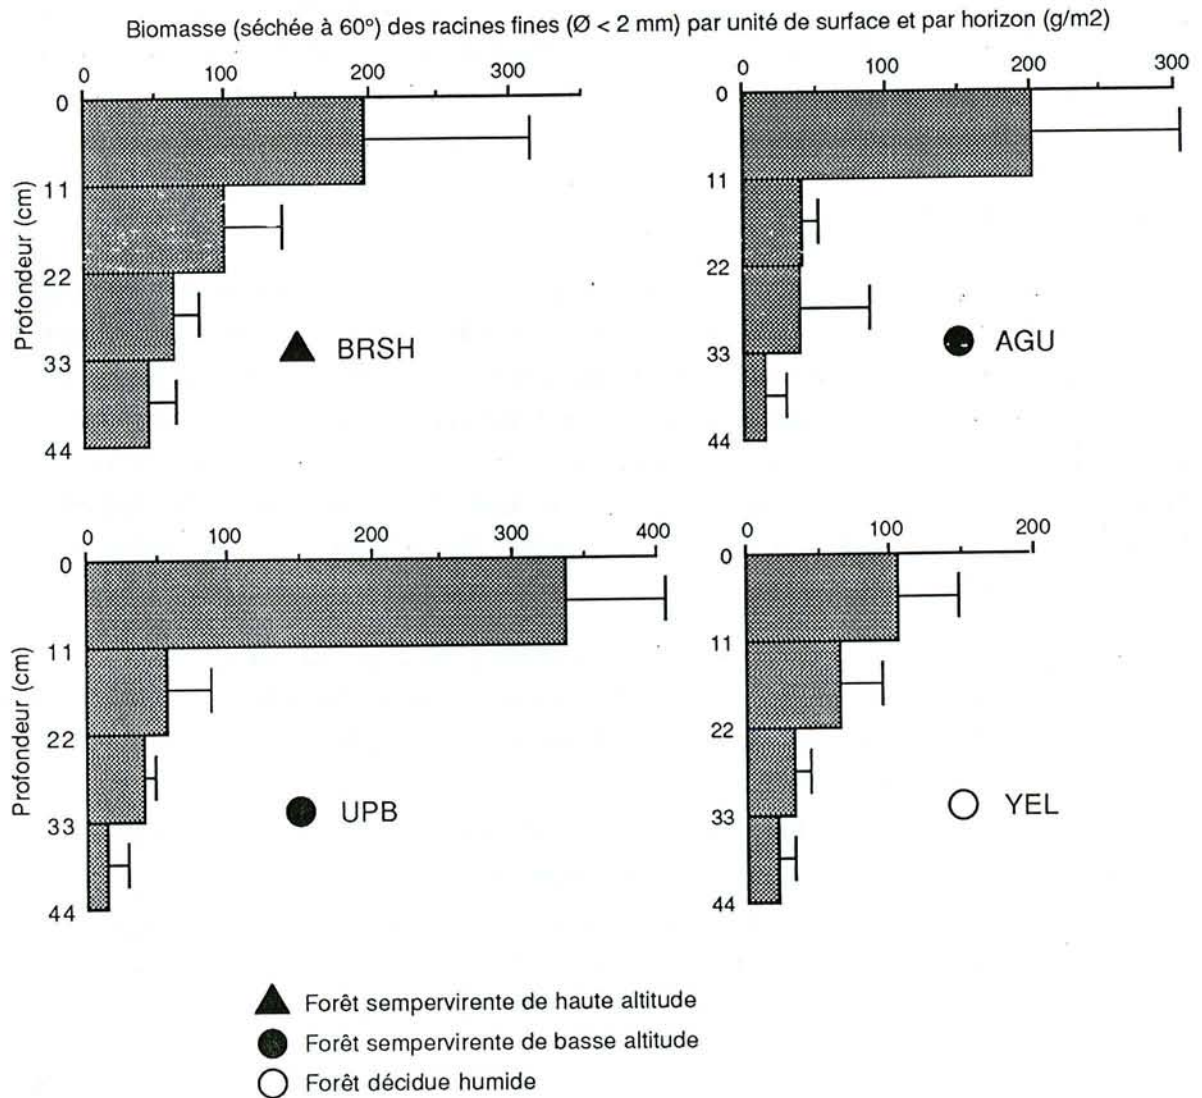 Biomasse (séchée à 60°) des racines fines (Ø < 2 mm) par unité de surface et par horizon (g/m2)
0 100 200 300
0
11
22
33
44
Profondeur (cm)
BRSH
0 100 200 300
0
11
22
33
44
AGU
0 100 200 300 400
0
11
22
33
44
Profondeur (cm)
UPB
0 100 200
0
11
22
33
44
YEL
Forêt sempervirente de haute altitude
Forêt sempervirente de basse altitude
Forêt décidue humide